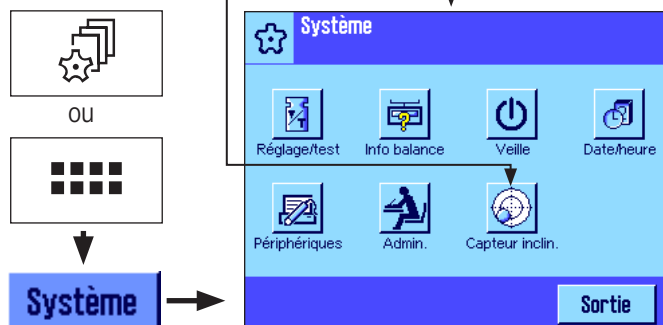 ou
Système
Système
Réglage/test
Info balance
Veille
Date/heure
Périphériques
Admin.
Capteur inclin.
Sortie